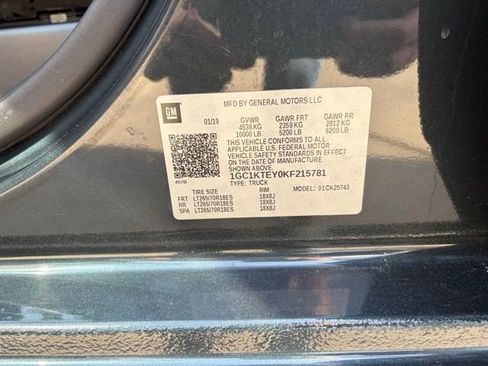 MFD BY GENERAL MOTORS LLC
GM
01/19 GVWR GAWR FRT GAWR RR
4536 KG 2359 KG 2812 KG
10000 LB 5200 LB 6200 LB
THIS VEHICLE CONFORMS TO ALL
APPLICABLE U.S. FEDERAL MOTOR
VEHICLE SAFETY STANDARDS IN
EFFECT ON THE DATE OF
MANUFACTURE SHOWN ABOVE.
1GC1KTEY0KF215781
TYPE: TRUCK
TIRE SIZE RIM 01CK25743
FRT LT265/70R18ES 18X8J
RR LT265/70R18ES 18X8J
SPA LT265/70R18ES 18X8J